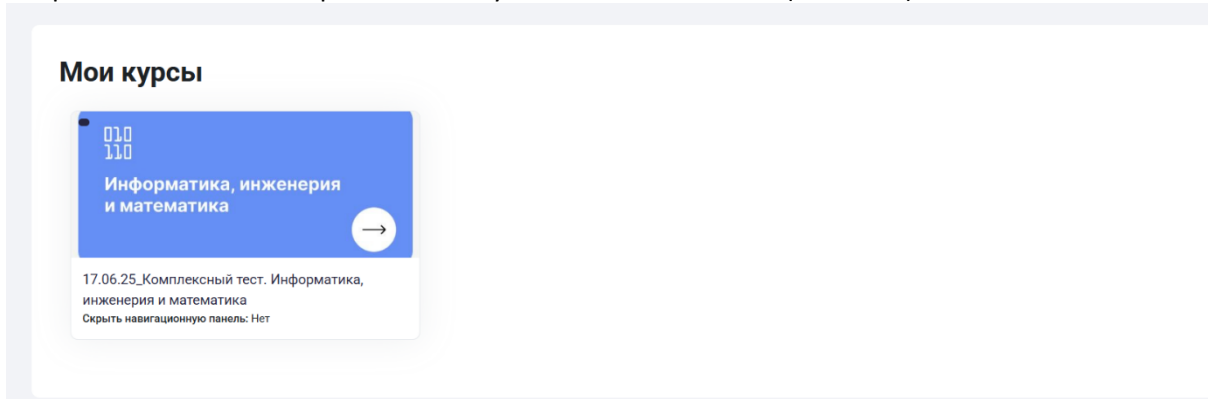 Мои курсы
010
110
Информатика, инженерия
и математика
17.06.25_Комплексный тест. Информатика,
инженерия и математика
Скрыть навигационную панель: Нет